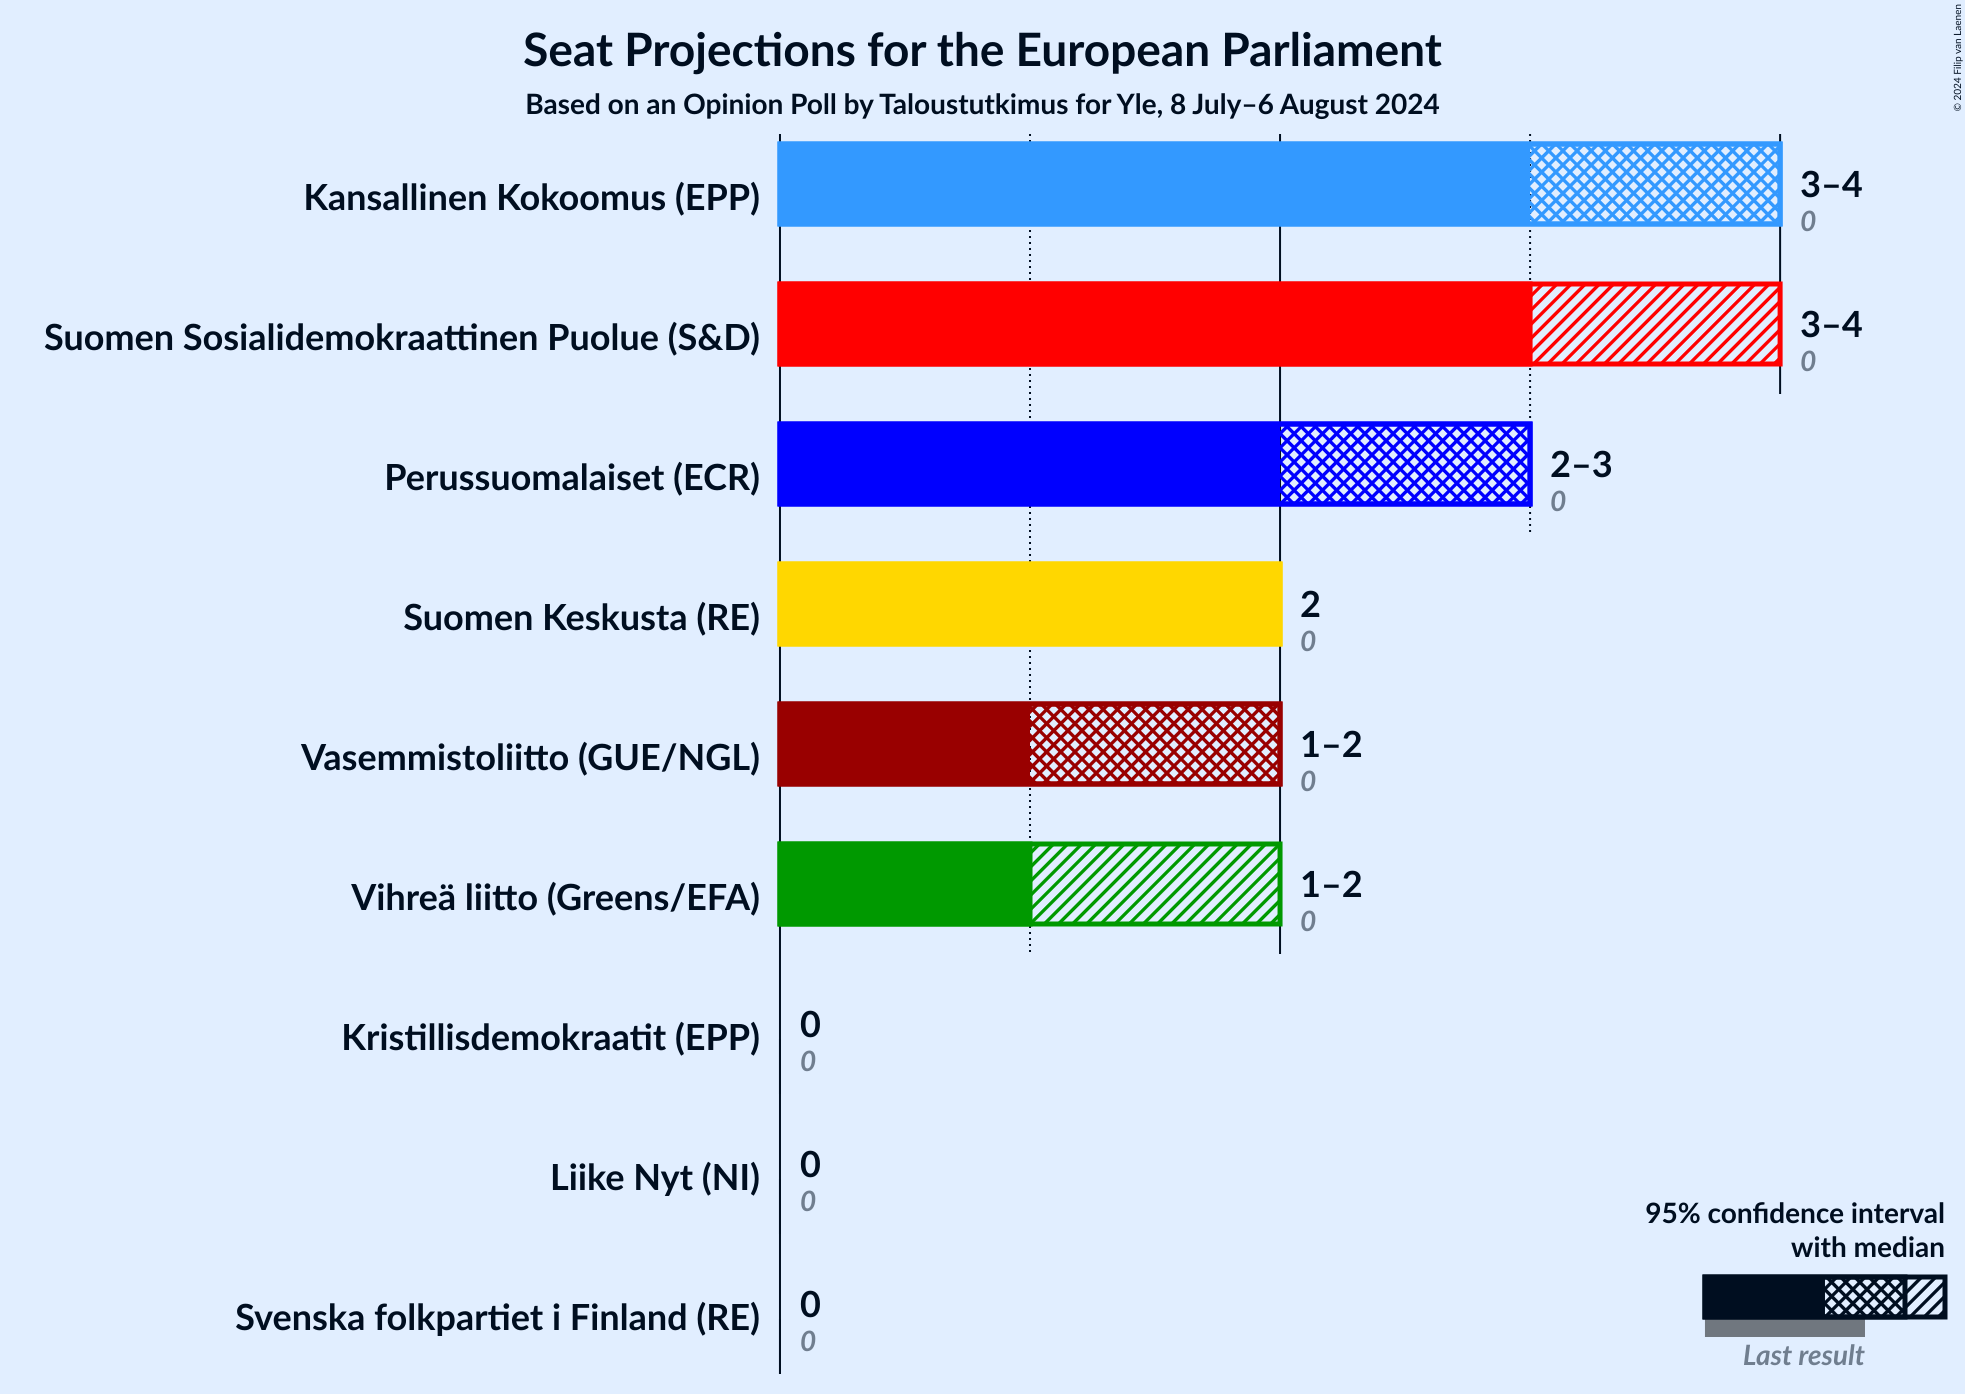 Seat Projections for the European Parliament
Based on an Opinion Poll by Taloustutkimus for Yle, 8 July–6 August 2024
© 2024 Filip van Laenen
Kansallinen Kokoomus (EPP)
3–4
0
Suomen Sosialidemokraattinen Puolue (S&D)
3–4
0
Perussuomalaiset (ECR)
2–3
0
Suomen Keskusta (RE)
2
0
Vasemmistoliitto (GUE/NGL)
1–2
0
Vihreä liitto (Greens/EFA)
1–2
0
Kristillisdemokraatit (EPP)
0
0
Liike Nyt (NI)
0
0
Svenska folkpartiet i Finland (RE)
0
0
95% confidence interval
with median
Last result